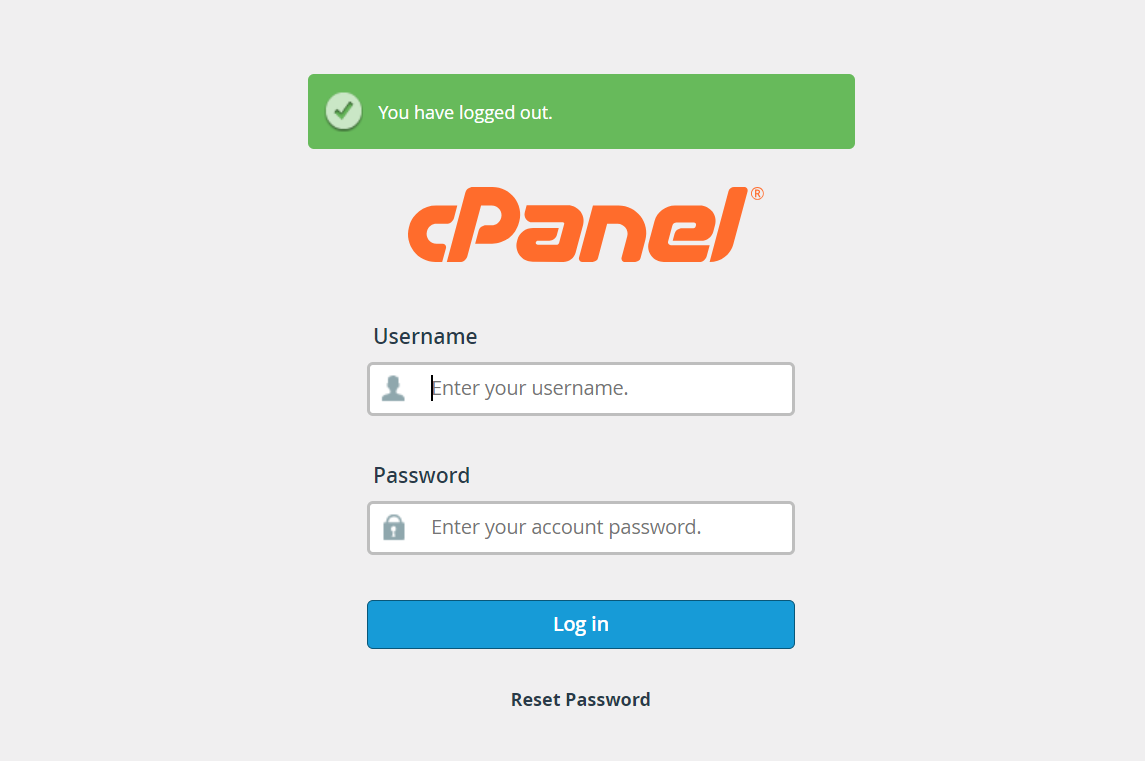 You have logged out.
cPanel®
Username
Enter your username.
Password
Enter your account password.
Log in
Reset Password